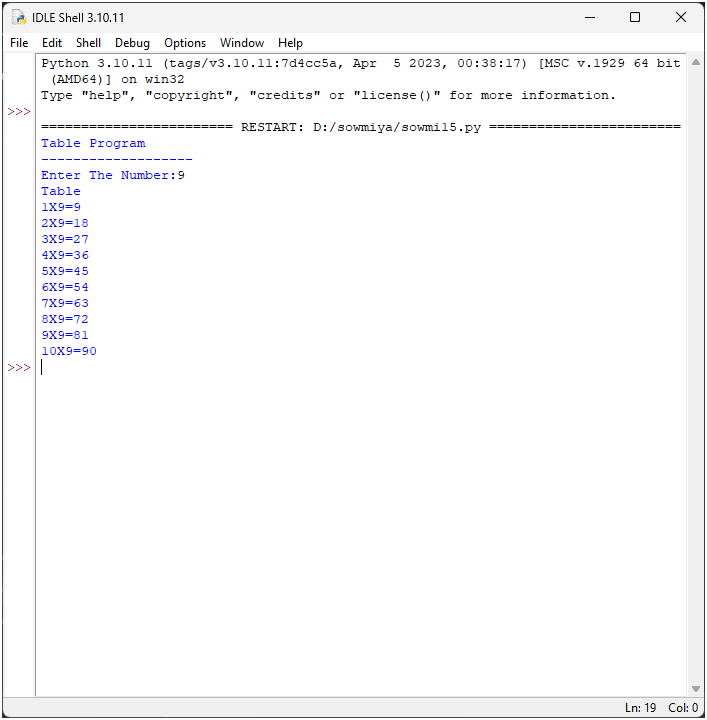 IDLE Shell 3.10.11
File Edit Shell Debug Options Window Help
Python 3.10.11 (tags/v3.10.11:7d4cc5a, Apr  5 2023, 00:38:17) [MSC v.1929 64 bit
 (AMD64)] on win32
Type "help", "copyright", "credits" or "license()" for more information.
>>>
======================== RESTART: D:/sowmiya/sowmi15.py ========================
Table Program
-------------------
Enter The Number:9
Table
1X9=9
2X9=18
3X9=27
4X9=36
5X9=45
6X9=54
7X9=63
8X9=72
9X9=81
10X9=90
>>>
Ln: 19 Col: 0